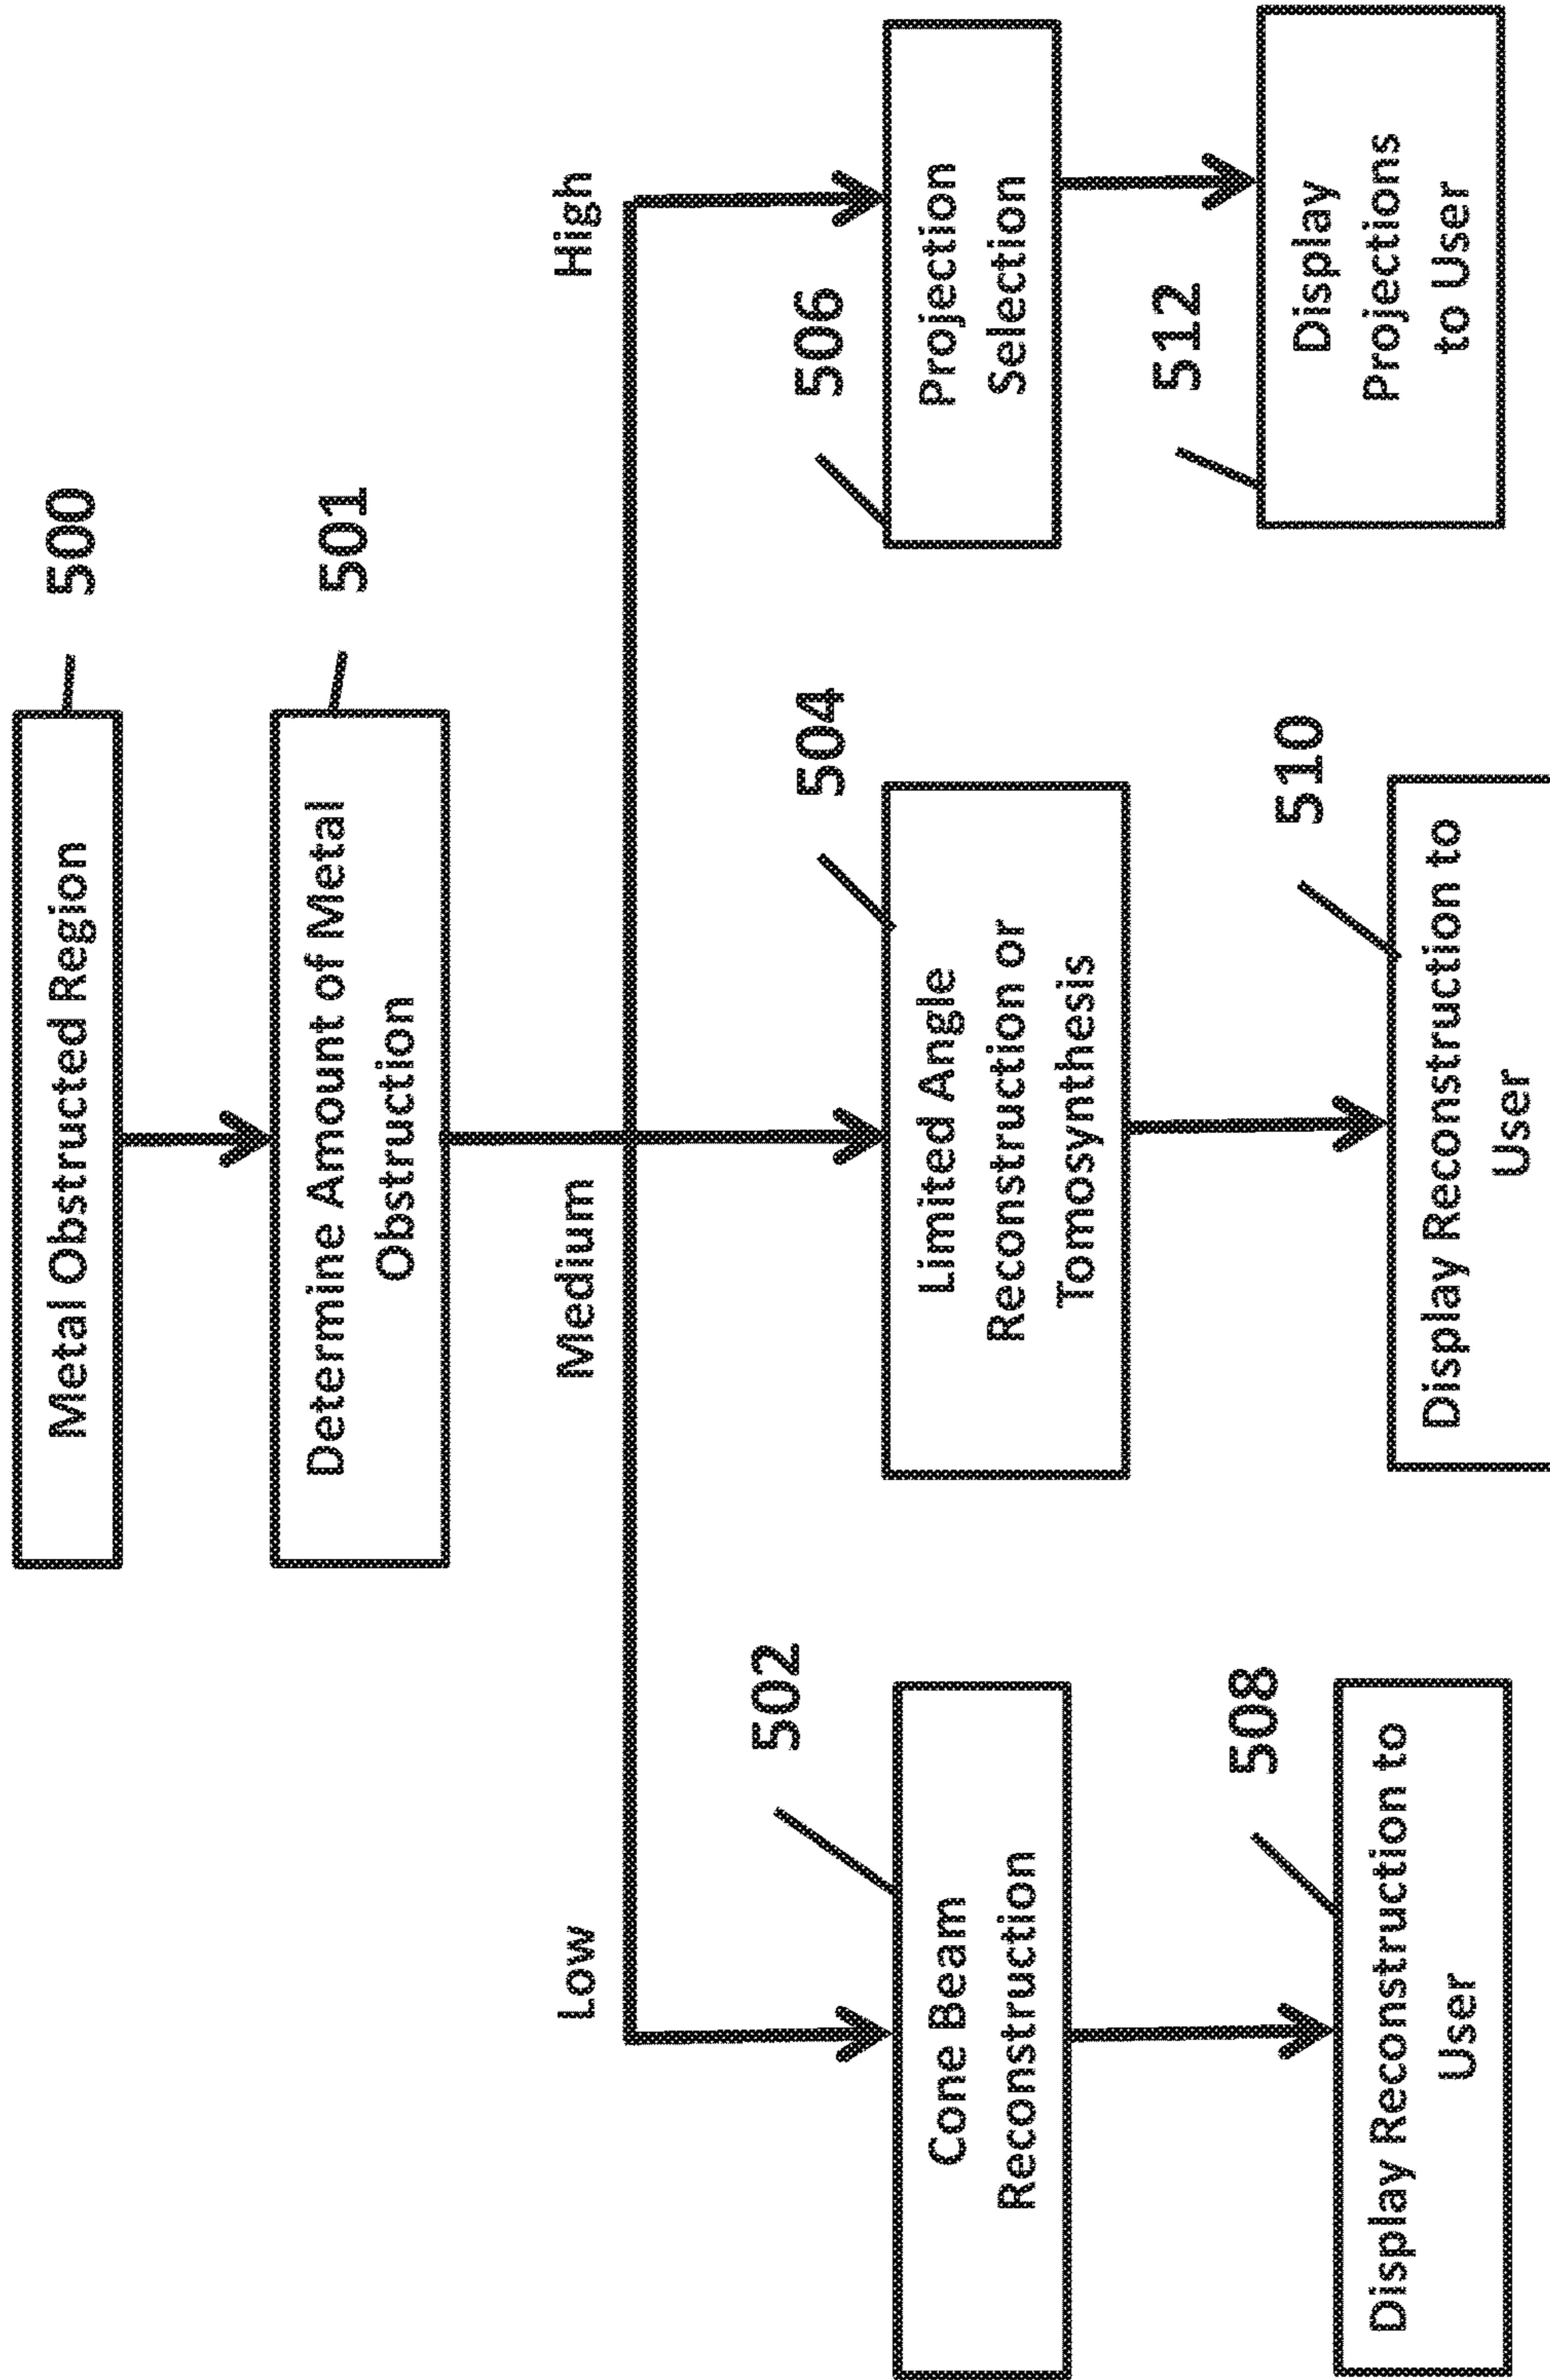 Metal Obstructed Region
500
Determine Amount of Metal
Obstruction
501
Low
Medium
High
502
Cone Beam
Reconstruction
504
Limited Angle
Reconstruction or
Tomosynthesis
506
Projection
Selection
508
Display Reconstruction to
User
510
Display Reconstruction to
User
512
Display
Projections
to User